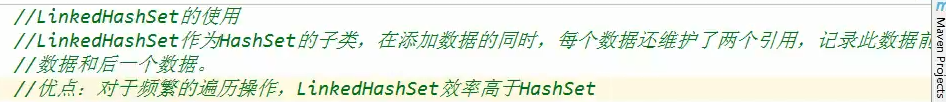 //LinkedHashSet的使用
//LinkedHashSet作为HashSet的子类，在添加数据的同时，每个数据还维护了两个引用，记录此数据前
//数据和后一个数据。
//优点：对于频繁的遍历操作，LinkedHashSet效率高于HashSet
Maven Projects